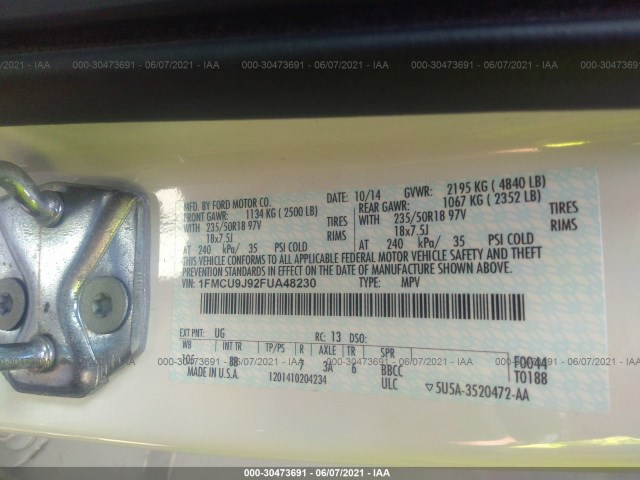 000-30473691 - 06/07/2021 - IAA
MFD. BY FORD MOTOR CO.
10/14
GVWR: 2195 KG ( 4840 LB)
FRONT GAWR: 1134 KG ( 2500 LB)
REAR GAWR: 1067 KG ( 2352 LB)
WITH 235/50R18 97V TIRES
WITH 235/50R18 97V TIRES
18x7.5J RIMS
18x7.5J RIMS
AT 240 kPa/ 35 PSI COLD
AT 240 kPa/ 35 PSI COLD
THIS VEHICLE CONFORMS TO ALL APPLICABLE FEDERAL MOTOR VEHICLE SAFETY AND THEFT
PREVENTION STANDARDS IN EFFECT ON THE DATE OF MANUFACTURE SHOWN ABOVE.
VIN: 1FMCU9J92FUA48230
TYPE: MPV
EXT PNT: UG RC: 13 DSO:
WB INT TR TP/PS R AXLE TR SPR
105 8B 7 3A 6 BBCC
F0044
T0188
MADE IN U.S.A. 1201410204234 ULC
5U5A-3520472-AA
000-30473691 - 06/07/2021 - IAA